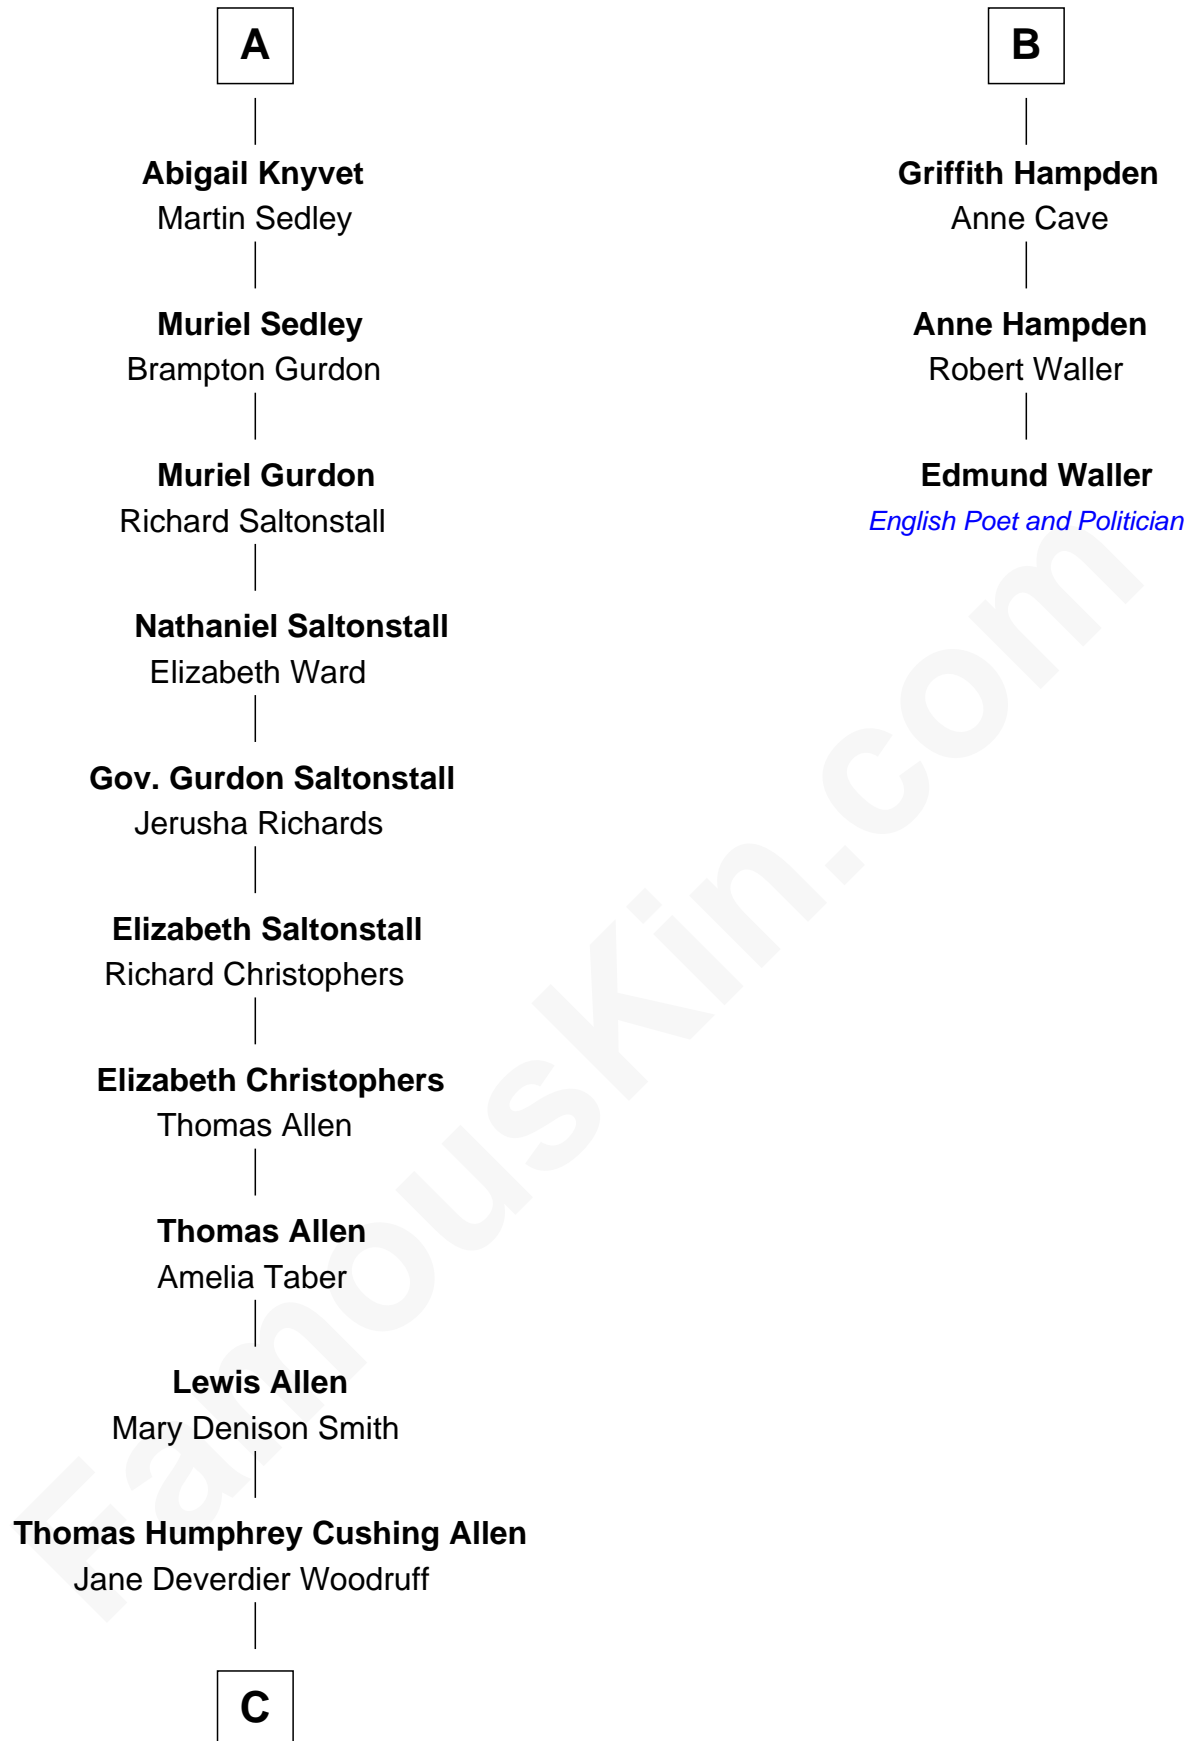 A
Abigail Knyvet
Martin Sedley
Muriel Sedley
Brampton Gurdon
Muriel Gurdon
Richard Saltonstall
Nathaniel Saltonstall
Elizabeth Ward
Gov. Gurdon Saltonstall
Jerusha Richards
Elizabeth Saltonstall
Richard Christophers
Elizabeth Christophers
Thomas Allen
Thomas Allen
Amelia Taber
Lewis Allen
Mary Denison Smith
Thomas Humphrey Cushing Allen
Jane Deverdier Woodruff
C
B
Griffith Hampden
Anne Cave
Anne Hampden
Robert Waller
Edmund Waller
English Poet and Politician
FamousKin.com